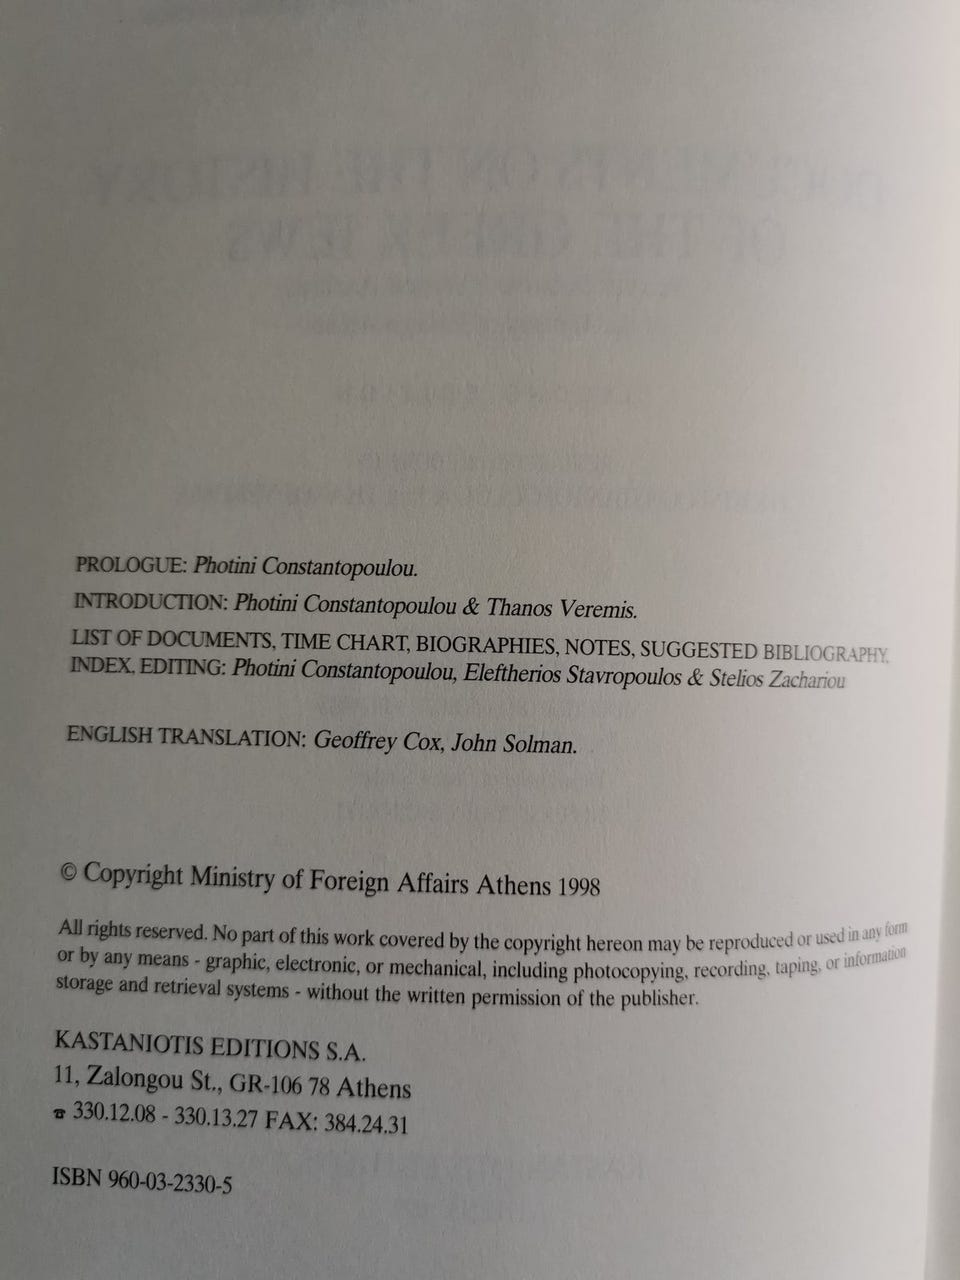 PROLOGUE: Photini Constantopoulou.
INTRODUCTION: Photini Constantopoulou & Thanos Veremis.
LIST OF DOCUMENTS, TIME CHART, BIOGRAPHIES, NOTES, SUGGESTED BIBLIOGRAPHY,
INDEX, EDITING: Photini Constantopoulou, Eleftherios Stavropoulos & Stelios Zachariou
ENGLISH TRANSLATION: Geoffrey Cox, John Solman.
© Copyright Ministry of Foreign Affairs Athens 1998
All rights reserved. No part of this work covered by the copyright hereon may be reproduced or used in any form
or by any means - graphic, electronic, or mechanical, including photocopying, recording, taping, or information
storage and retrieval systems - without the written permission of the publisher.
KASTANIOTIS EDITIONS S.A.
11, Zalongou St., GR-106 78 Athens
☎ 330.12.08 - 330.13.27 FAX: 384.24.31
ISBN 960-03-2330-5